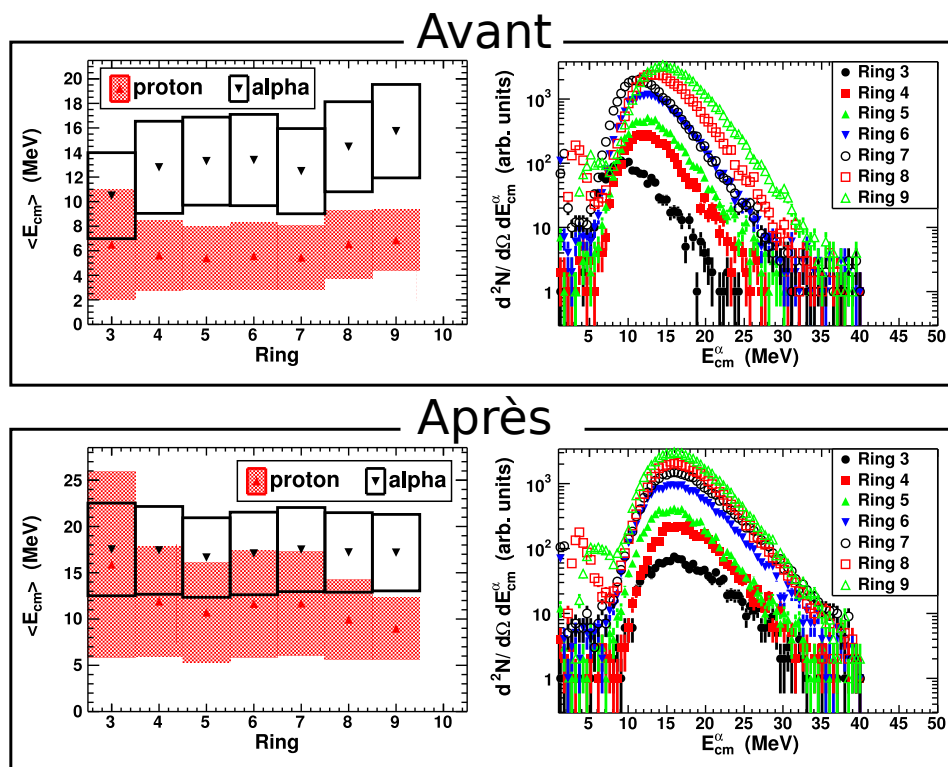 Avant
<E_cm> (MeV)
20
18
16
14
12
10
8
6
4
2
0
proton
alpha
3 4 5 6 7 8 9 10
Ring
d²N/ dΩ dE^α_cm (arb. units)
10³
10²
10
1
Ring 3
Ring 4
Ring 5
Ring 6
Ring 7
Ring 8
Ring 9
5 10 15 20 25 30 35 40 45 50
E^α_cm (MeV)
Après
<E_cm> (MeV)
25
20
15
10
5
0
proton
alpha
3 4 5 6 7 8 9 10
Ring
d²N/ dΩ dE^α_cm (arb. units)
10³
10²
10
1
Ring 3
Ring 4
Ring 5
Ring 6
Ring 7
Ring 8
Ring 9
5 10 15 20 25 30 35 40 45 50
E^α_cm (MeV)